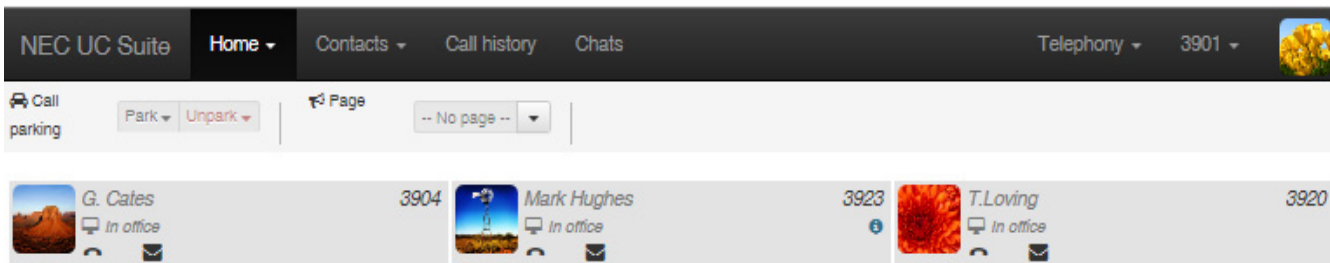 NEC UC Suite Home Contacts Call history Chats Telephony 3901
Call parking Park Unpark Page -- No page --
G. Cates 3904 Mark Hughes 3923 T.Loving 3920
In office In office In office